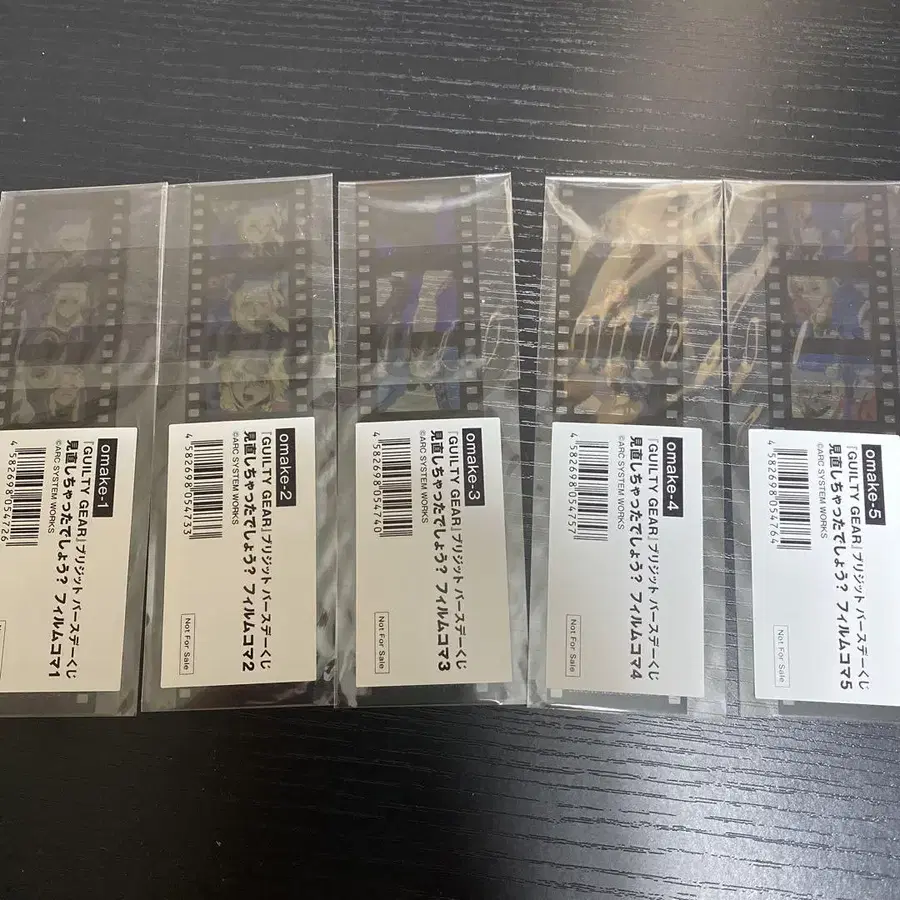 omake-1
『GUILTY GEAR』ブリジット バースデーくじ
見直しちゃったでしょう? フィルムコマ1
©ARC SYSTEM WORKS
4 582698 054726
Not For Sale
omake-2
『GUILTY GEAR』ブリジット バースデーくじ
見直しちゃったでしょう? フィルムコマ2
©ARC SYSTEM WORKS
4 582698 054733
Not For Sale
omake-3
『GUILTY GEAR』ブリジット バースデーくじ
見直しちゃったでしょう? フィルムコマ3
©ARC SYSTEM WORKS
4 582698 054740
Not For Sale
omake-4
『GUILTY GEAR』ブリジット バースデーくじ
見直しちゃったでしょう? フィルムコマ4
©ARC SYSTEM WORKS
4 582698 054757
Not For Sale
omake-5
『GUILTY GEAR』ブリジット バースデーくじ
見直しちゃったでしょう? フィルムコマ5
©ARC SYSTEM WORKS
4 582698 054764
Not For Sale